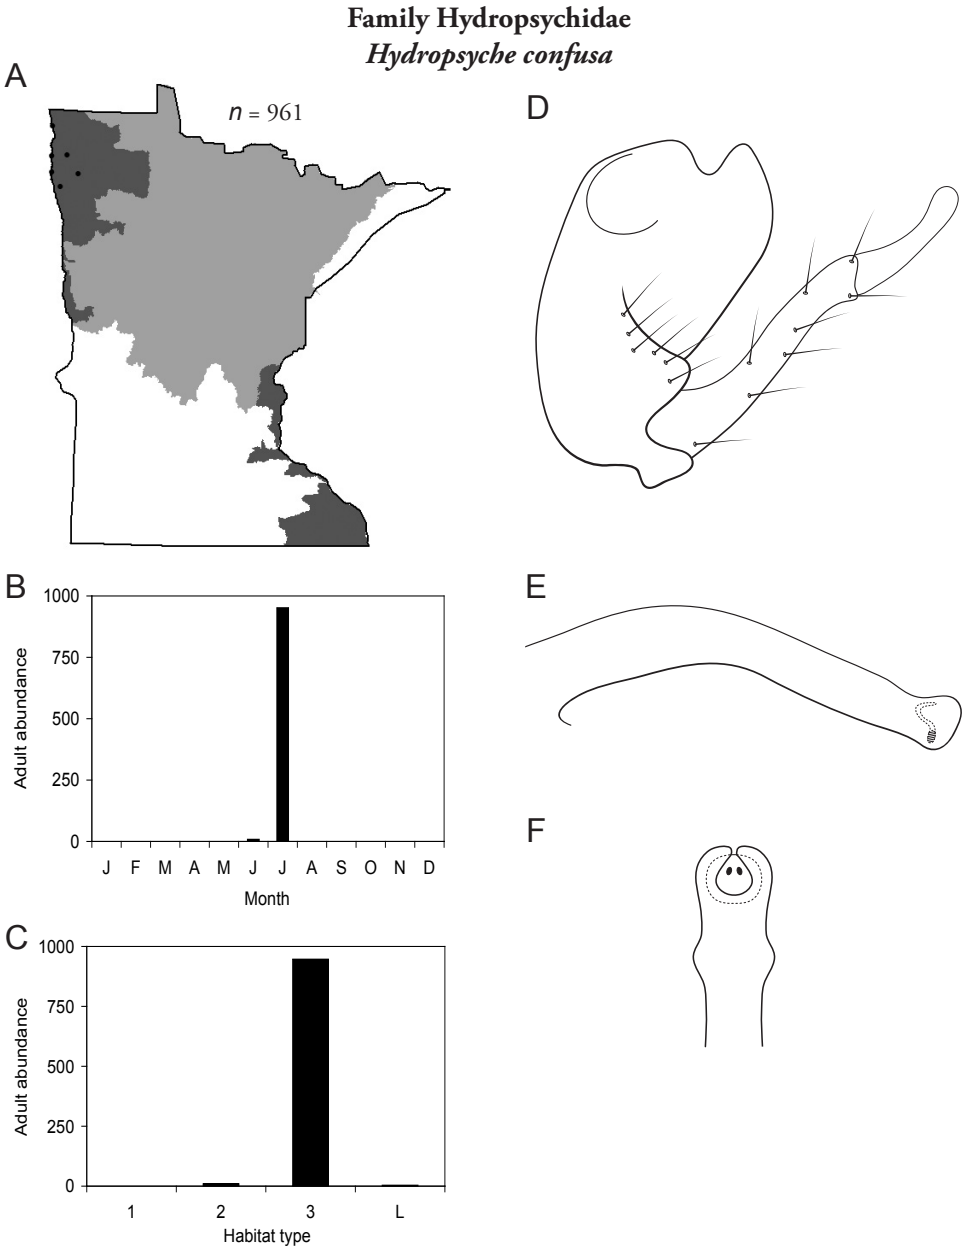 Family Hydropsychidae
Hydropsyche confusa
A
n = 961
D
B
1000
750
500
250
0
Adult abundance
J F M A M J J A S O N D
Month
E
F
C
1000
750
500
250
0
Adult abundance
1 2 3 L
Habitat type